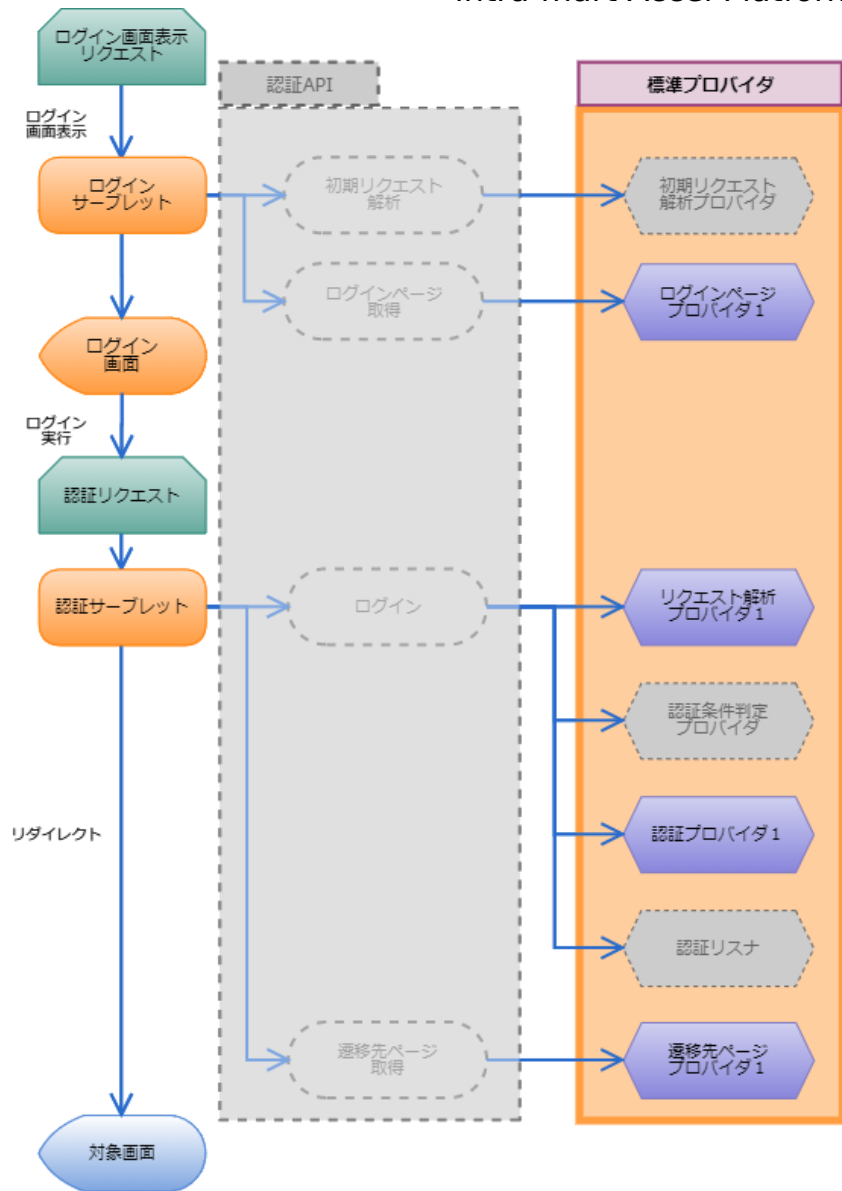 ログイン画面表示
リクエスト
認証API
標準プロバイダ
ログイン
画面表示
ログイン
サーブレット
初期リクエスト
解析
初期リクエスト
解析プロバイダ
ログインページ
取得
ログインページ
プロバイダ1
ログイン
画面
ログイン
実行
認証リクエスト
認証サーブレット
ログイン
リクエスト解析
プロバイダ1
認証条件判定
プロバイダ
リダイレクト
認証プロバイダ1
認証リスナ
遷移先ページ
取得
遷移先ページ
プロバイダ1
対象画面